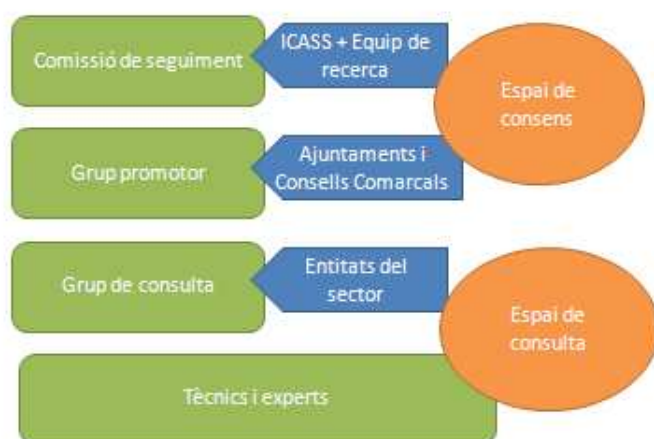 Comissió de seguiment
ICASS + Equip de
recerca
Espai de
consens
Grup promotor
Ajuntaments i
Consells Comarcals
Grup de consulta
Entitats del
sector
Espai de
consulta
Tècnics i experts